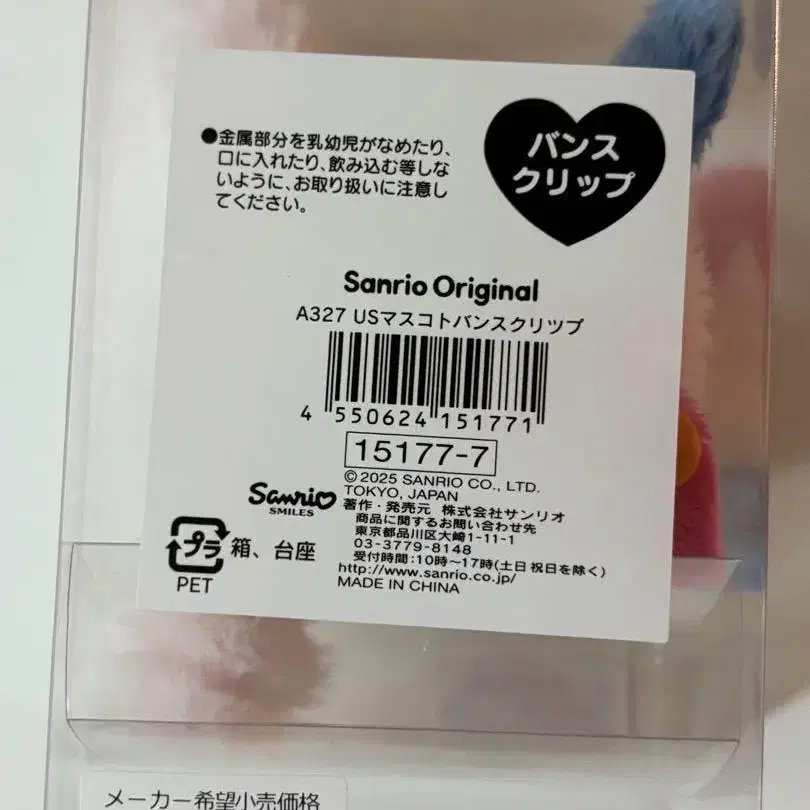 ●金属部分を乳幼児がなめたり、
口に入れたり、飲み込む等しな
いように、お取り扱いに注意し
てください。
バンス
クリップ
Sanrio Original
A327 USマスコトバンスクリツプ
4 550624 151771
15177-7
©2025 SANRIO CO., LTD.
TOKYO, JAPAN
Sanrio
SMILES
著作・発売元 株式会社サンリオ
商品に関するお問い合わせ先
東京都品川区大崎1-11-1
03-3779-8148
受付時間:10時〜17時(土日祝日を除く)
http://www.sanrio.co.jp/
MADE IN CHINA
プラ 箱、台座
PET
メーカー希望小売価格